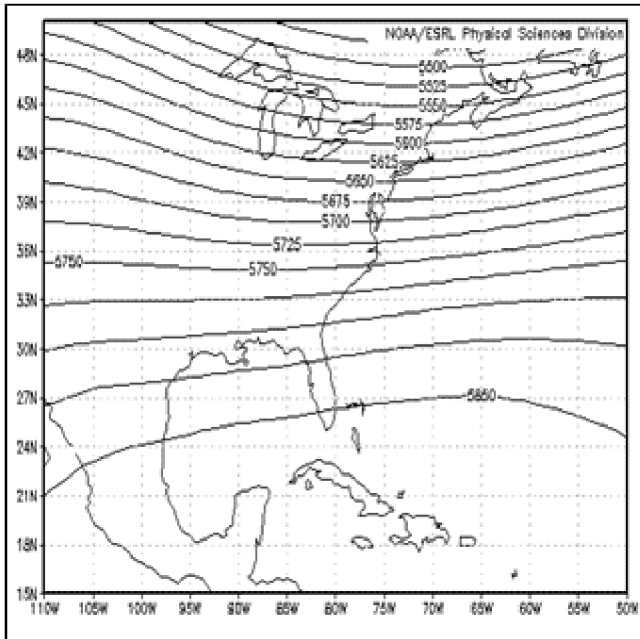 NOAA/ESRL Physical Sciences Division
48N
5500
5525
45N
5550
5575
5600
42N
5625
5650
39N
5675
5700
36N
5725
5750
5750
33N
30N
27N
5850
24N
21N
18N
15N
110W 105W 100W 95W 90W 85W 80W 75W 70W 65W 60W 55W 50W